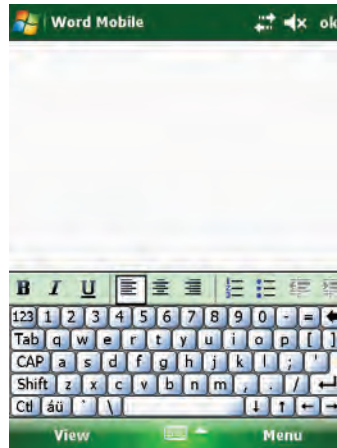 Word Mobile ok
B I U
123 1 2 3 4 5 6 7 8 9 0 - =
Tab q w e r t y u i o p [ ]
CAP a s d f g h j k l ; '
Shift z x c v b n m , . /
Ctl áü ` \
View Menu